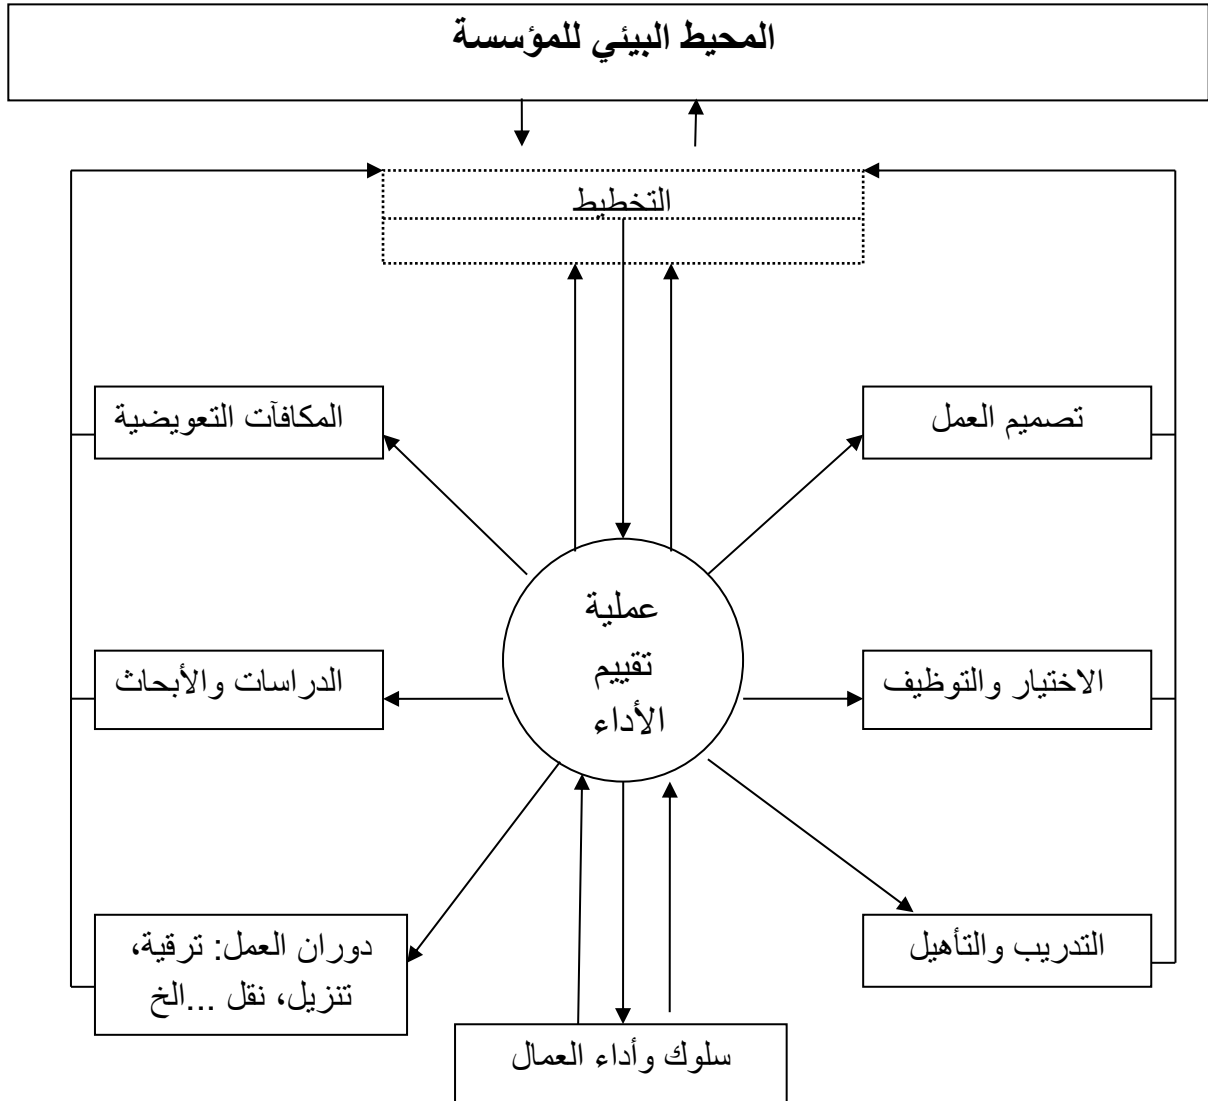 المحيط البيئي للمؤسسة
التخطيط
تصميم العمل
المكافآت التعويضية
عملية
تقييم
الأداء
الاختيار والتوظيف
الدراسات والأبحاث
التدريب والتأهيل
دوران العمل: ترقية،
تنزيل، نقل ...الخ
سلوك وأداء العمال